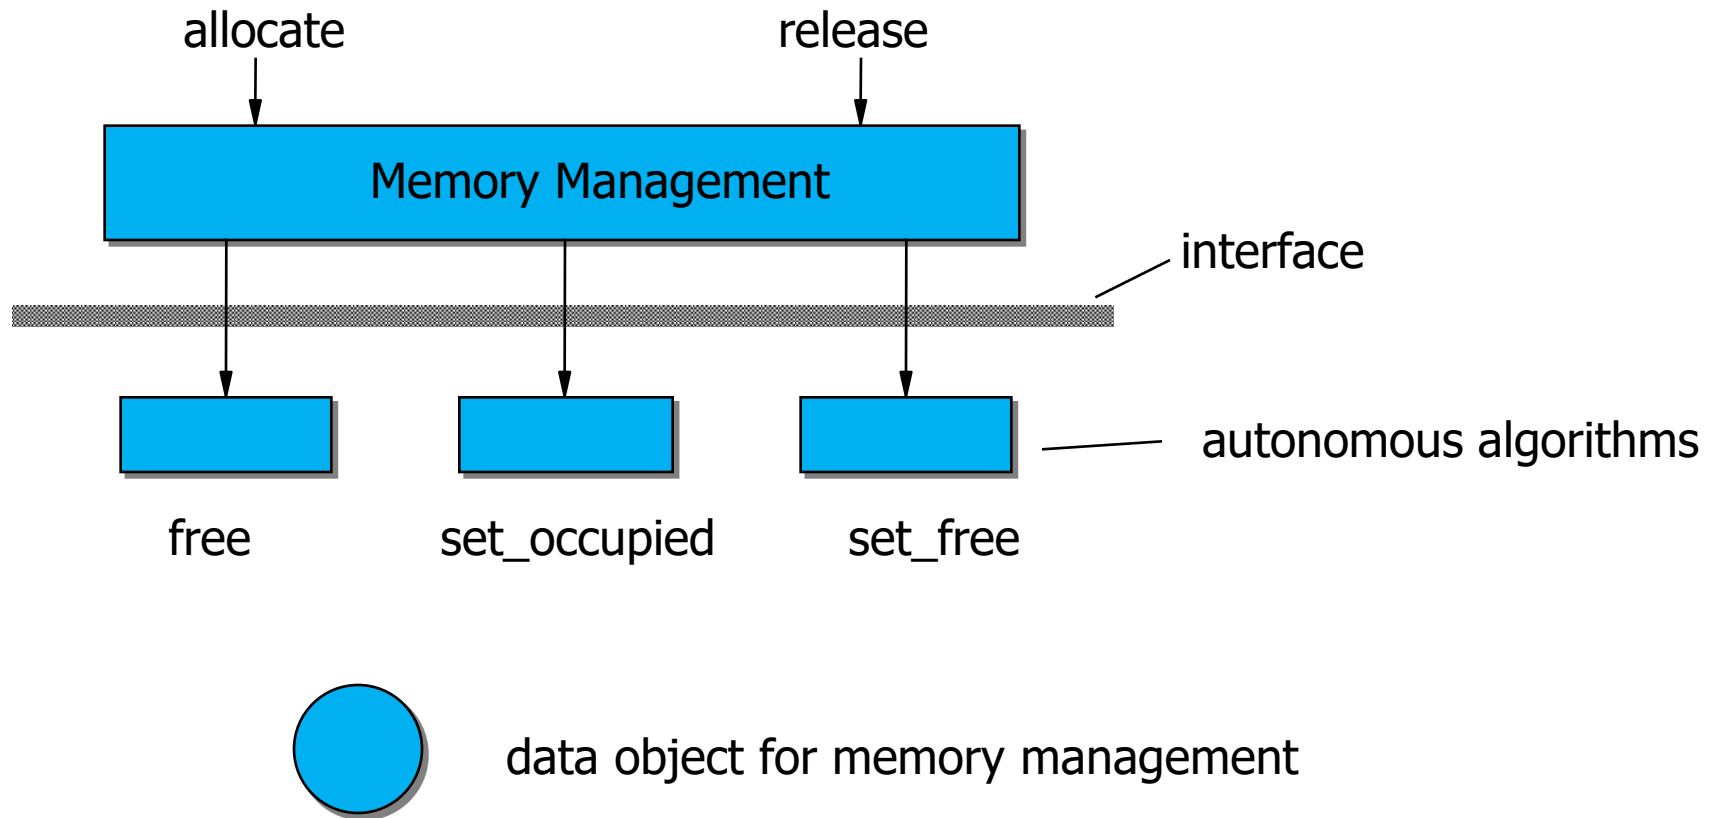 allocate
release
Memory Management
interface
autonomous algorithms
free
set_occupied
set_free
data object for memory management